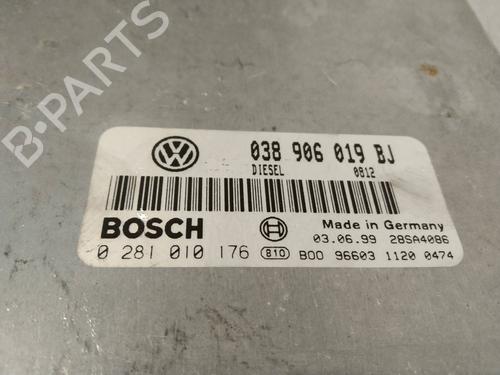 B-PARTS
038 906 019 BJ
DIESEL 0812
BOSCH
Made in Germany
03.06.99 28SA4086
0 281 010 176 810 B00 96603 1120 0474